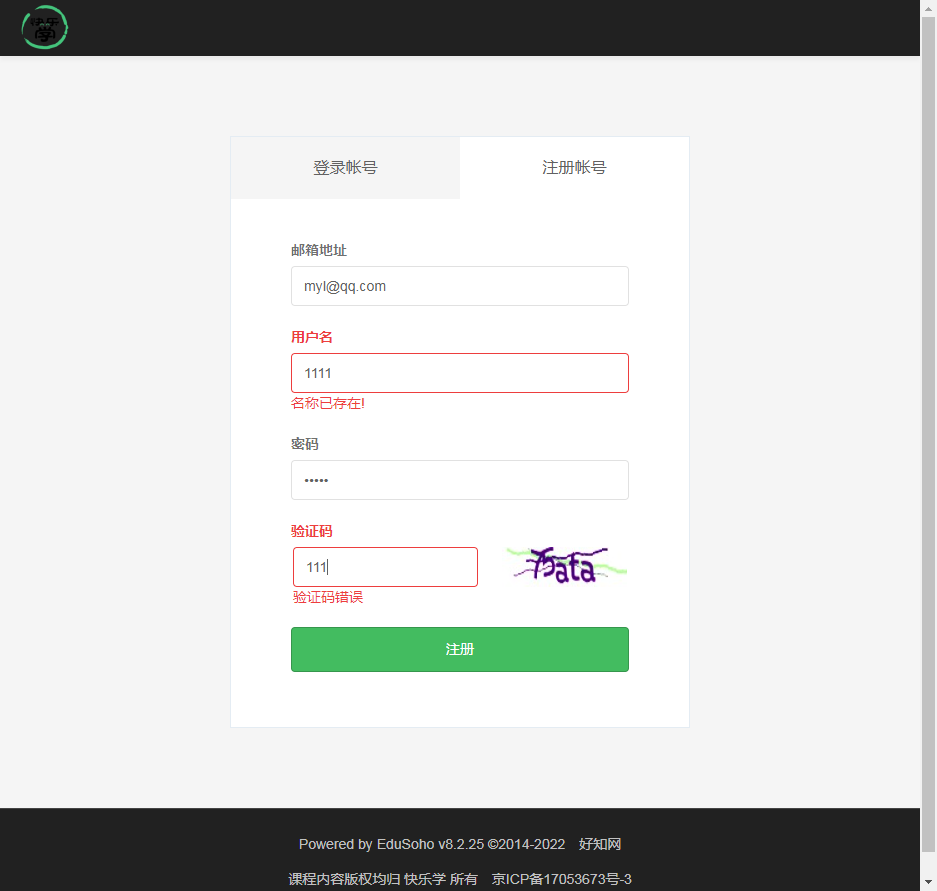 快乐
学
登录帐号
注册帐号
邮箱地址
myl@qq.com
用户名
1111
名称已存在!
密码
•••••
验证码
111
验证码错误
注册
Powered by EduSoho v8.2.25 ©2014-2022 好知网
课程内容版权均归 快乐学 所有 京ICP备17053673号-3